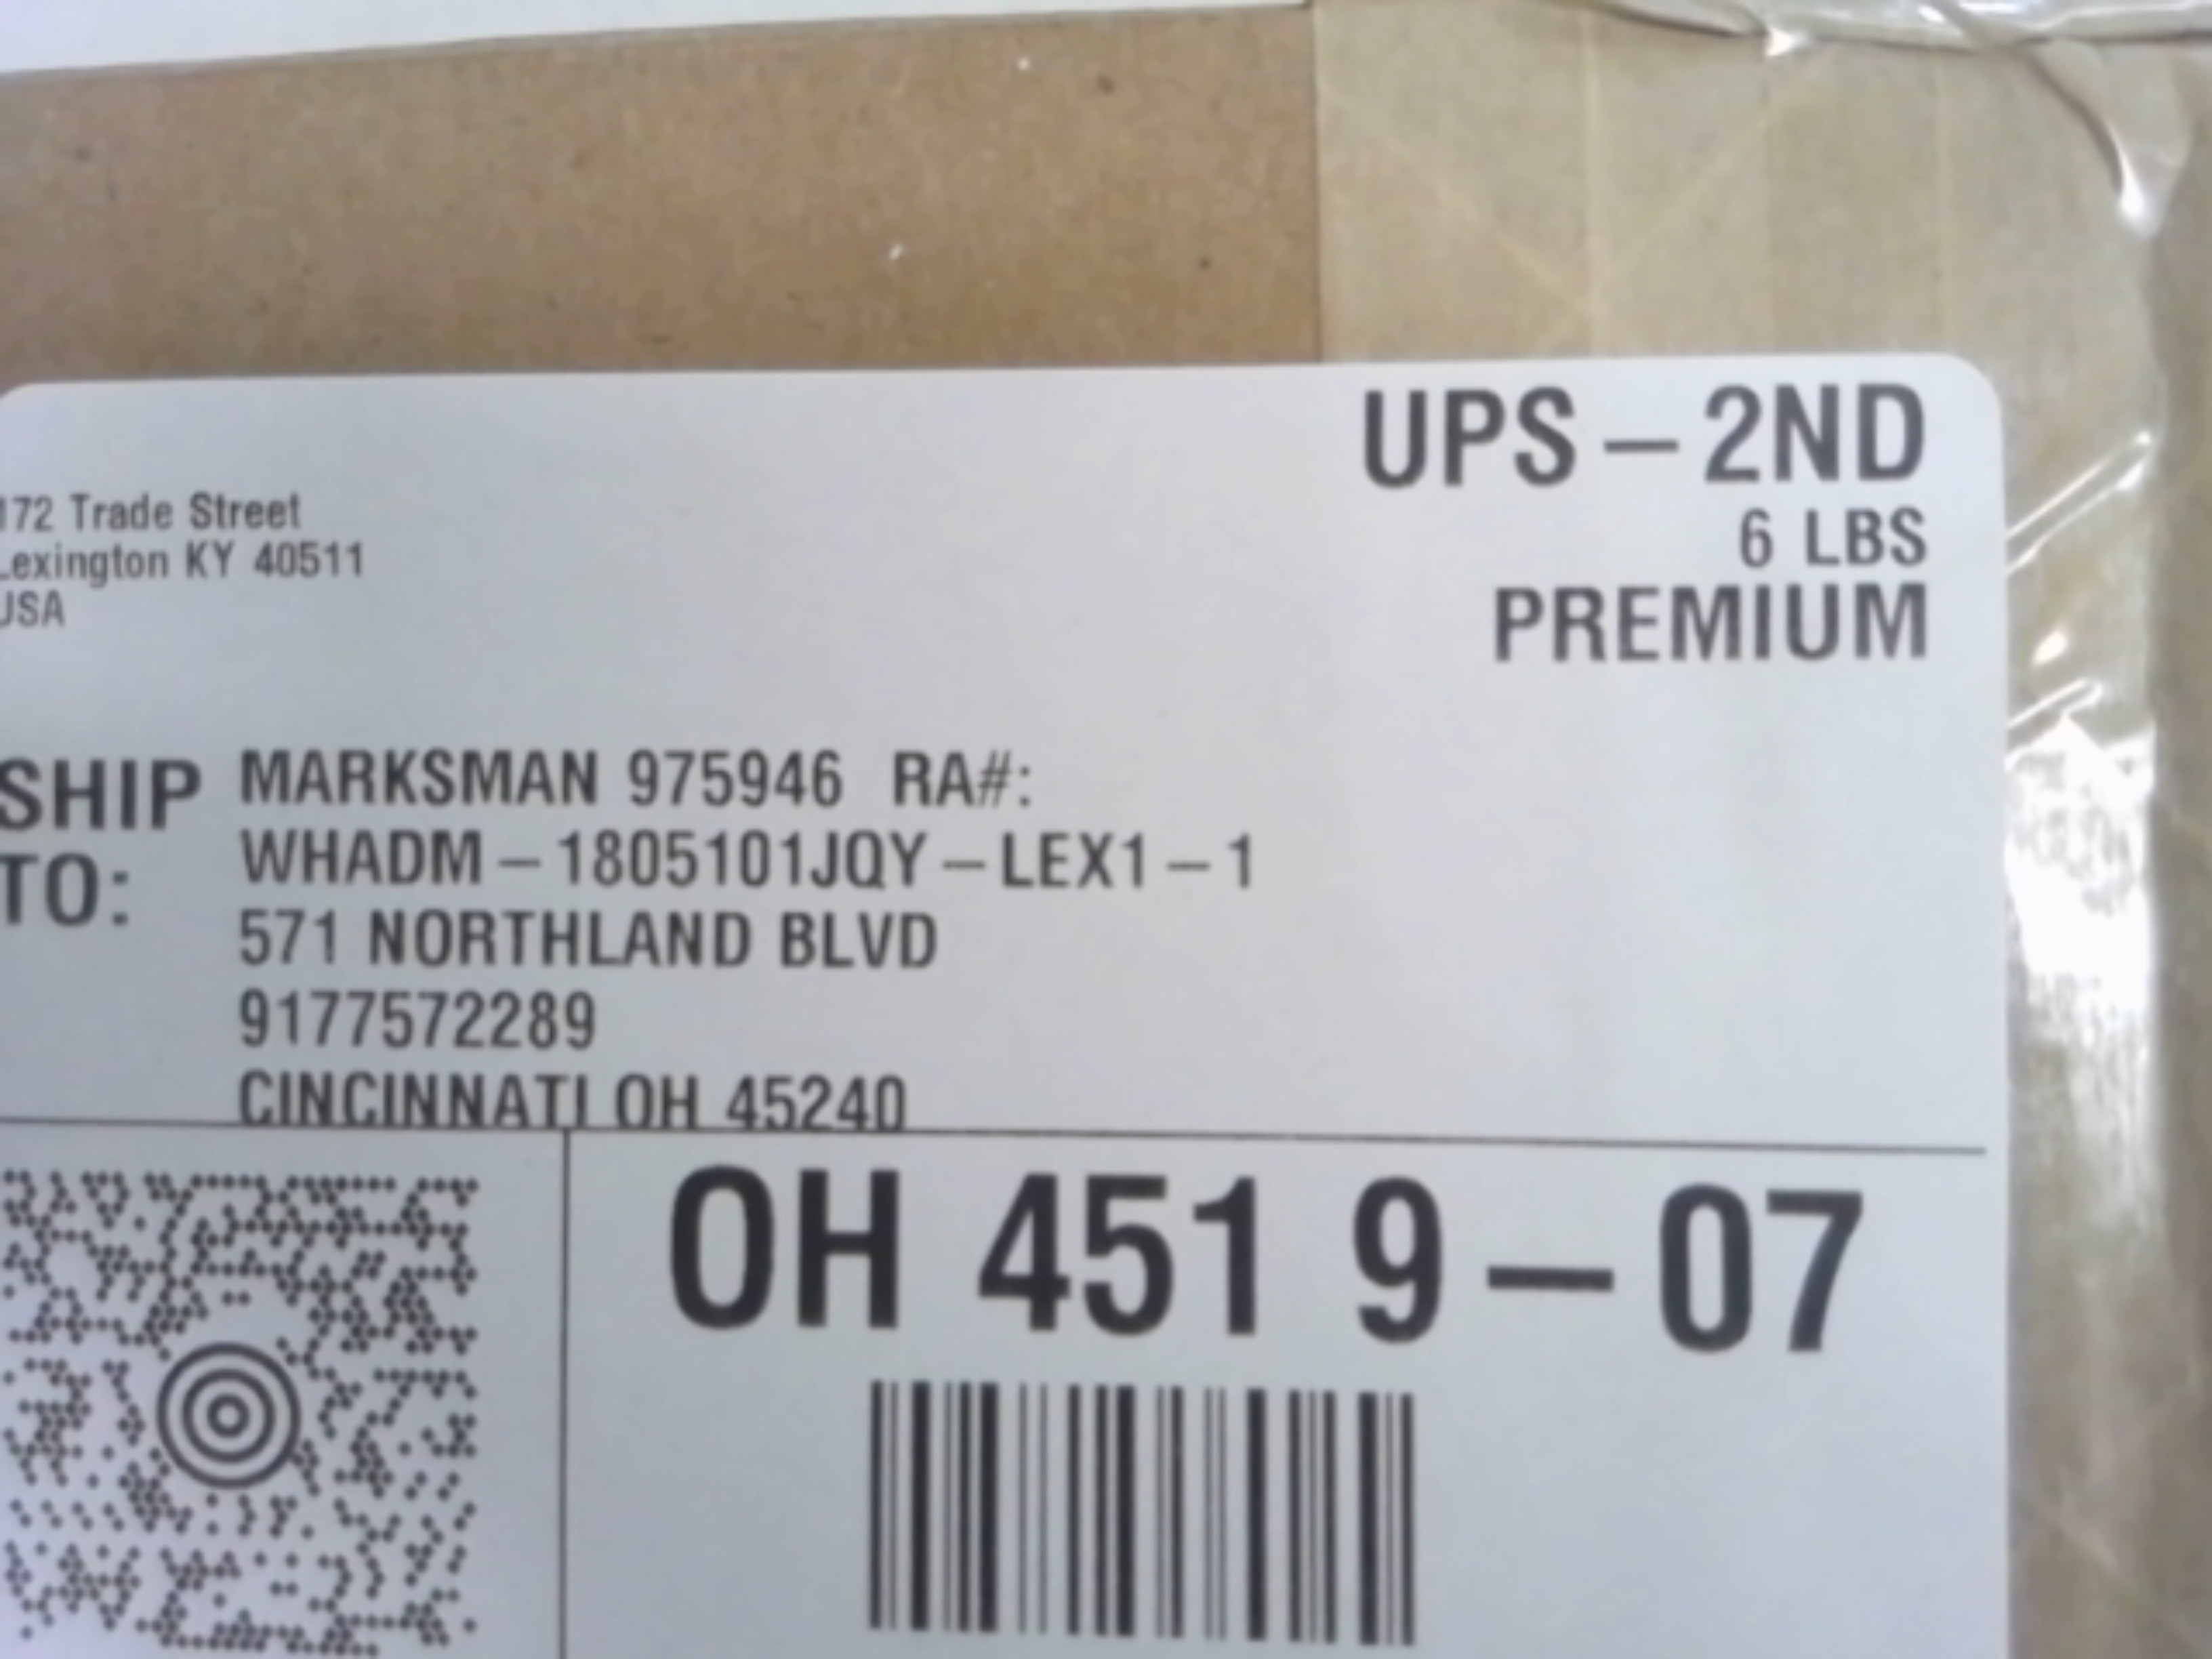 UPS – 2ND
6 LBS
PREMIUM
172 Trade Street
Lexington KY 40511
USA
SHIP TO:
MARKSMAN 975946 RA#:
WHADM – 1805101JQY – LEX1 – 1
571 NORTHLAND BLVD
9177572289
CINCINNATI OH 45240
OH 451 9 – 07